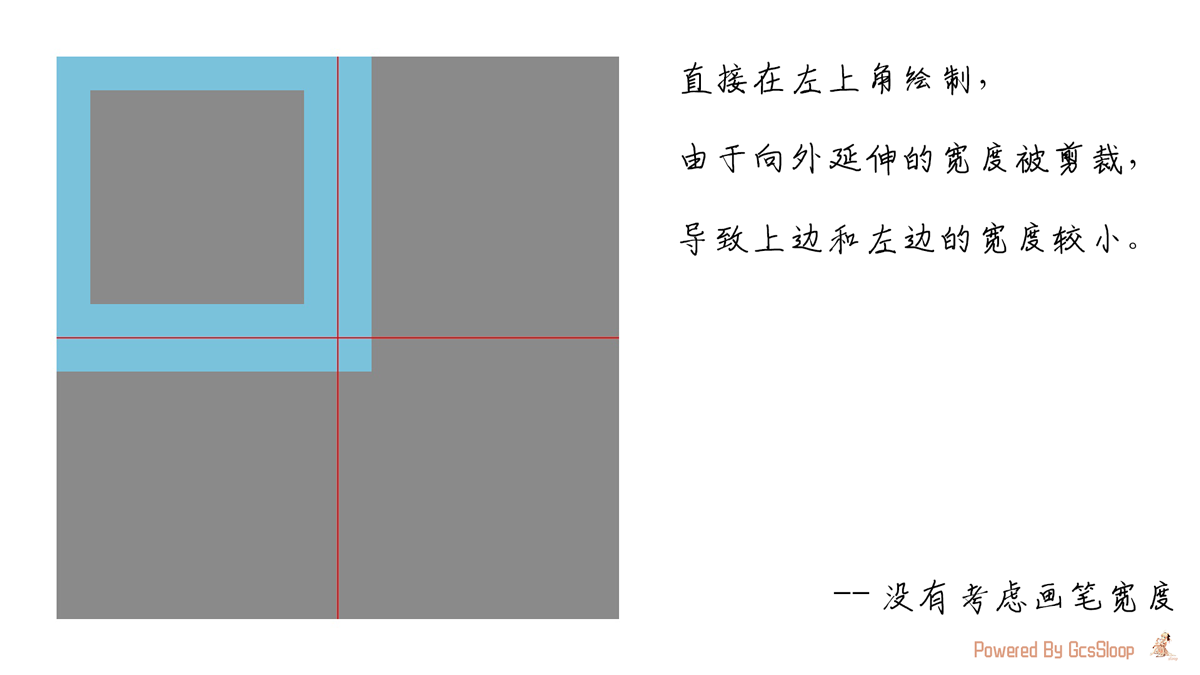 直接在左上角绘制，
由于向外延伸的宽度被剪裁，
导致上边和左边的宽度较小。
-- 没有考虑画笔宽度
Powered By GcsSloop